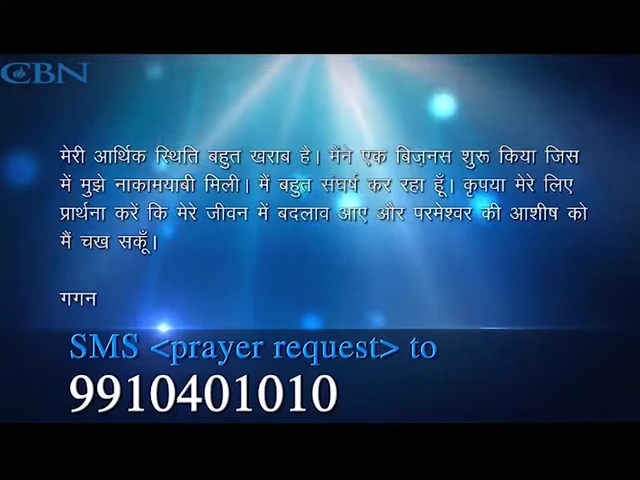 CBN
मेरी आर्थिक स्थिति बहुत खराब है। मैंने एक बिज़नस शुरू किया जिस
में मुझे नाकामयाबी मिली। मैं बहुत संघर्ष कर रहा हूँ। कृपया मेरे लिए
प्रार्थना करें कि मेरे जीवन में बदलाव आए और परमेश्वर की आशीष को
मैं चख सकूँ।
गगन
SMS <prayer request> to
9910401010